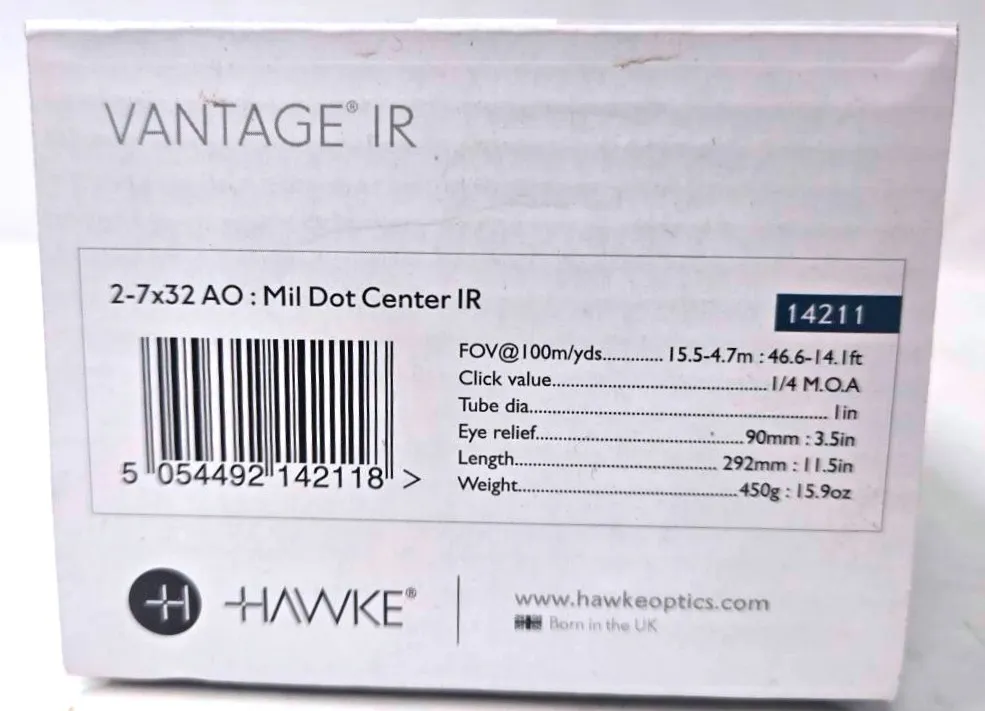 VANTAGE® IR
2-7x32 AO : Mil Dot Center IR
14211
FOV@100m/yds............ 15.5-4.7m : 46.6-14.1ft
Click value.......................................... 1/4 M.O.A
Tube dia.......................................................... 1in
Eye relief.........................................90mm : 3.5in
Length........................................ 292mm : 11.5in
Weight...........................................450g : 15.9oz
5 054492 142118 >
HAWKE®
www.hawkeoptics.com
Born in the UK